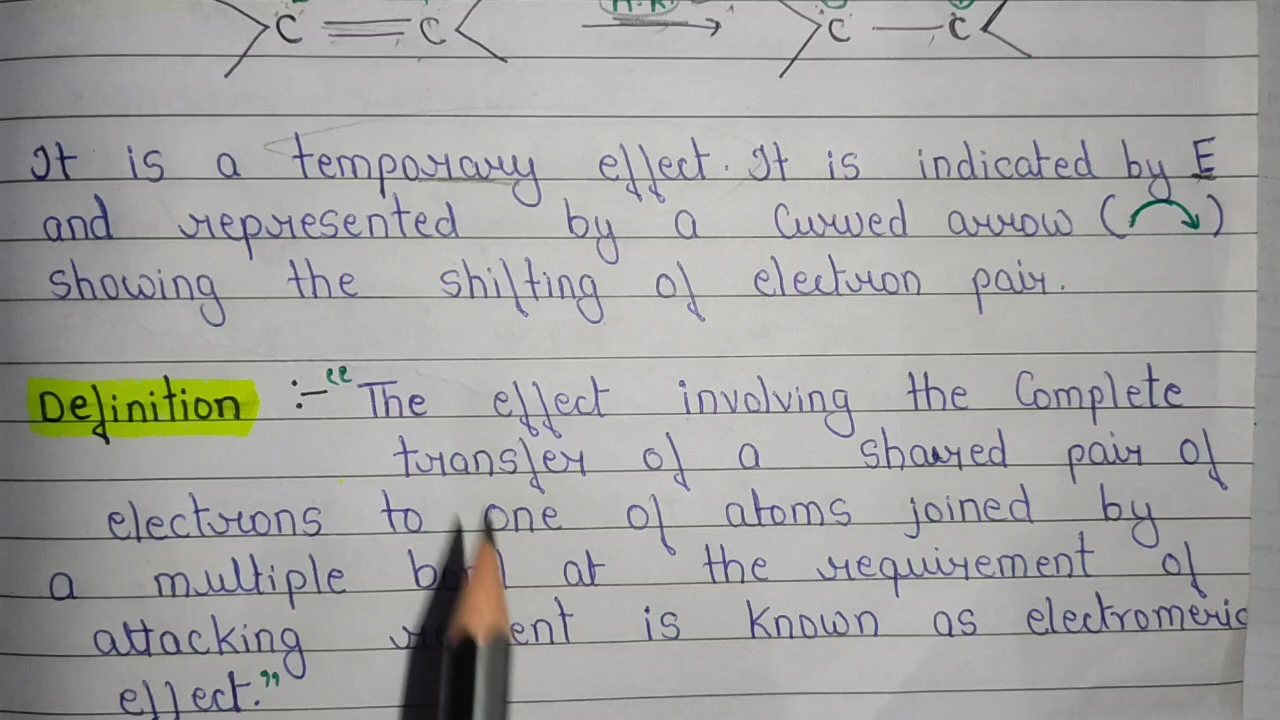 C = C → C — C
It is a temporary effect. It is indicated by E
and represented by a curved arrow (↷)
showing the shifting of electron pair.
Definition :- “The effect involving the Complete
transfer of a shared pair of
electrons to one of atoms joined by
a multiple at the requirement of
attacking is known as electromeric
effect.”